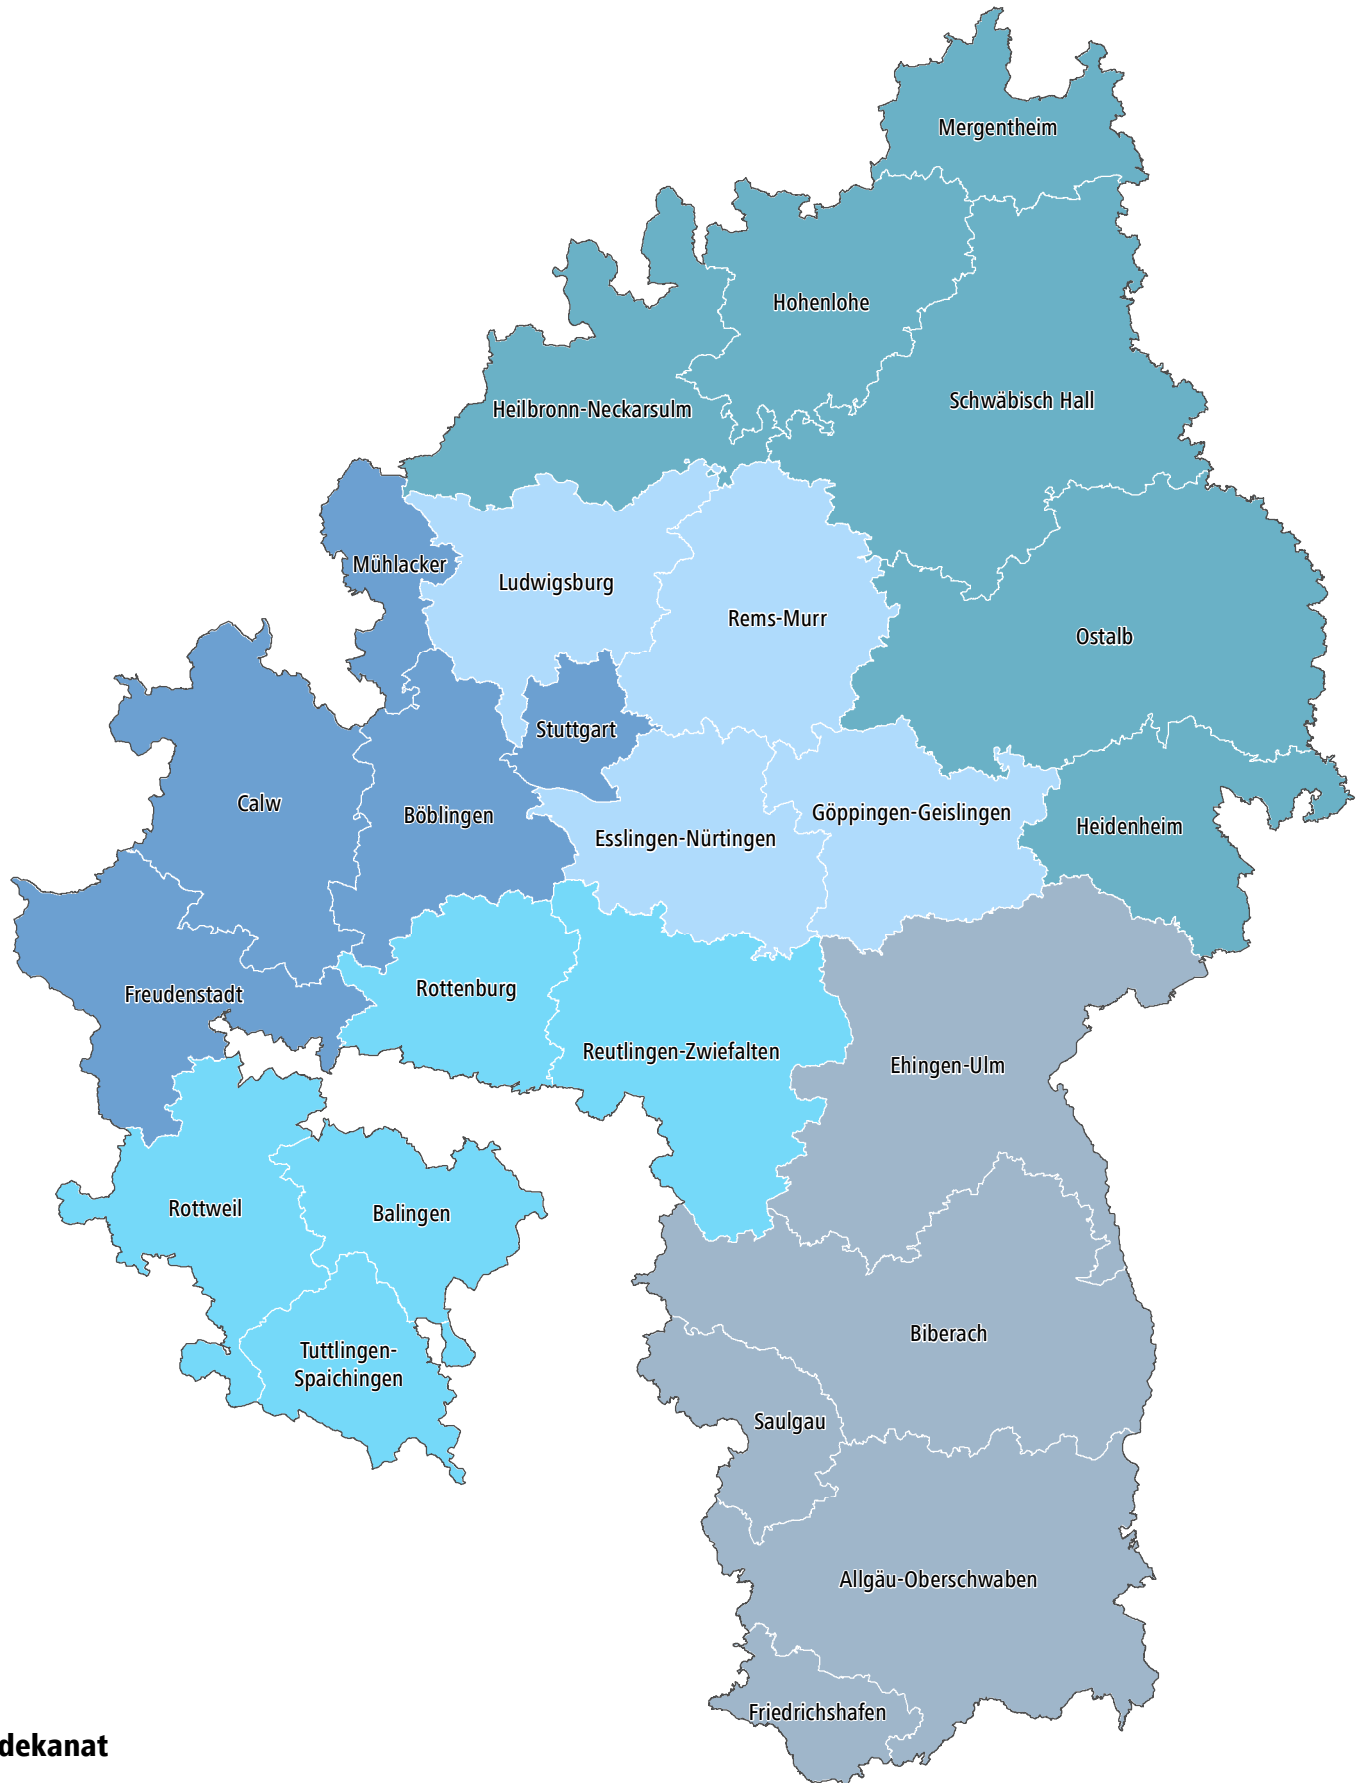 Mergentheim
Hohenlohe
Schwäbisch Hall
Heilbronn-Neckarsulm
Mühlacker
Ludwigsburg
Rems-Murr
Ostalb
Stuttgart
Calw
Böblingen
Esslingen-Nürtingen
Göppingen-Geislingen
Heidenheim
Freudenstadt
Rottenburg
Reutlingen-Zwiefalten
Ehingen-Ulm
Rottweil
Balingen
Tuttlingen-
Spaichingen
Biberach
Saulgau
Allgäu-Oberschwaben
Friedrichshafen
dekanat